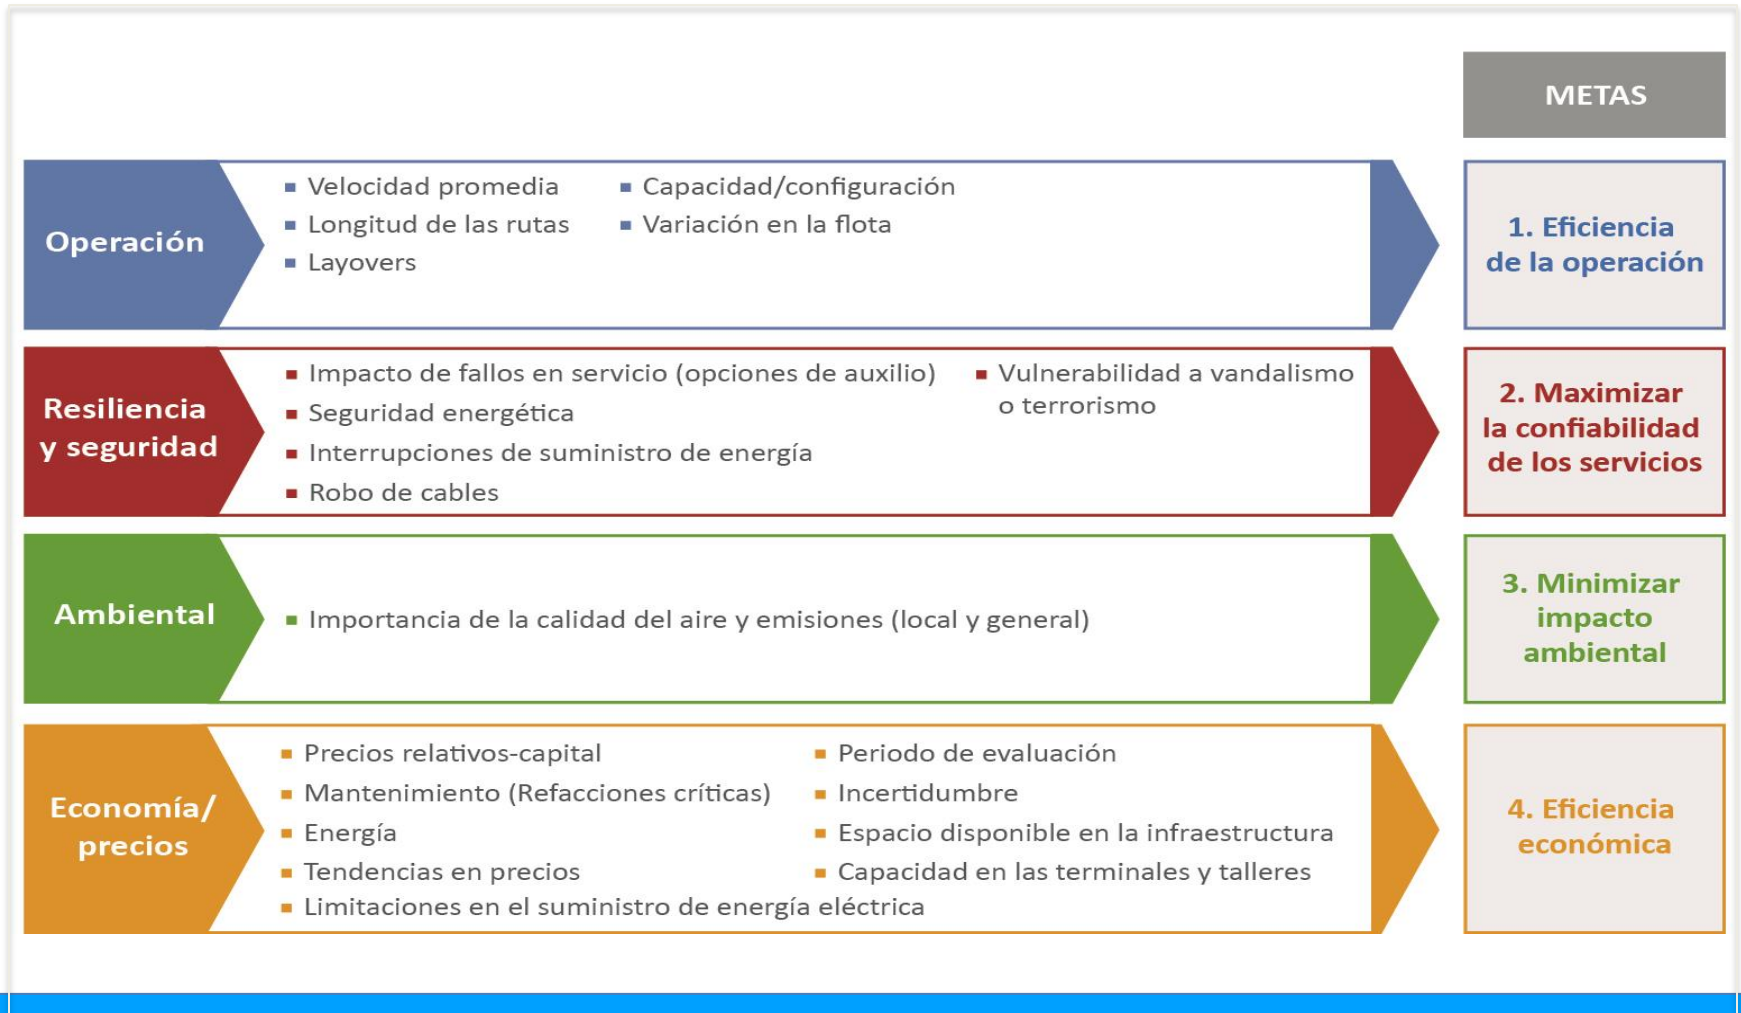 METAS
Operación
▪ Velocidad promedia
▪ Longitud de las rutas
▪ Layovers
▪ Capacidad/configuración
▪ Variación en la flota
1. Eficiencia
de la operación
Resiliencia
y seguridad
▪ Impacto de fallos en servicio (opciones de auxilio)
▪ Seguridad energética
▪ Interrupciones de suministro de energía
▪ Robo de cables
▪ Vulnerabilidad a vandalismo
o terrorismo
2. Maximizar
la confiabilidad
de los servicios
Ambiental
▪ Importancia de la calidad del aire y emisiones (local y general)
3. Minimizar
impacto
ambiental
Economía/
precios
▪ Precios relativos-capital
▪ Mantenimiento (Refacciones críticas)
▪ Energía
▪ Tendencias en precios
▪ Limitaciones en el suministro de energía eléctrica
▪ Periodo de evaluación
▪ Incertidumbre
▪ Espacio disponible en la infraestructura
▪ Capacidad en las terminales y talleres
4. Eficiencia
económica